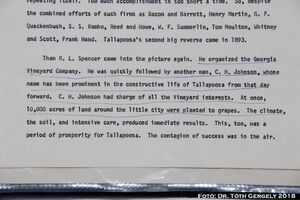 repeating itself. Too much accomplishment in too short a time. So, despite
the combined efforts of such firms as Bacon and Barrett, Henry Martin, G. F.
Quackenbush, S. S. Rambo, Reed and Howe, W. F. Summerlin, Tom Moulton, Whitney
and Scott, Frank Hand. Tallapoosa's second big reverse came in 1893.
Then R. L. Spencer came into the picture again. He organized the Georgia
Vineyard Company. He was quickly followed by another man, C. H. Johnson, whose
name has been prominent in the constructive life of Tallapoosa from that day
forward. C. H. Johnson had charge of all the Vineyard interests. At once,
10,000 acres of land around the little city were planted to grapes. The climate,
the soil, and intensive care, produced immediate results. This, too, was a
period of prosperity for Tallapoosa. The contagion of success was in the air.
FOTÓ: DR. TÓTH GERGELY 2018